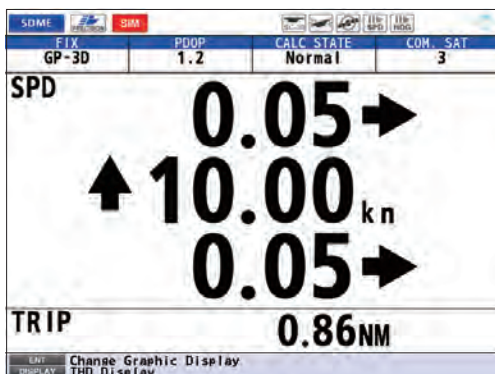 SDME PRECISION SIM SPD HDG
FIX PDOP CALC STATE COM. SAT
GP-3D 1.2 Normal 3
SPD
0.05
10.00 kn
0.05
TRIP 0.86NM
ENT Change Graphic Display
DISPLAY THD Display